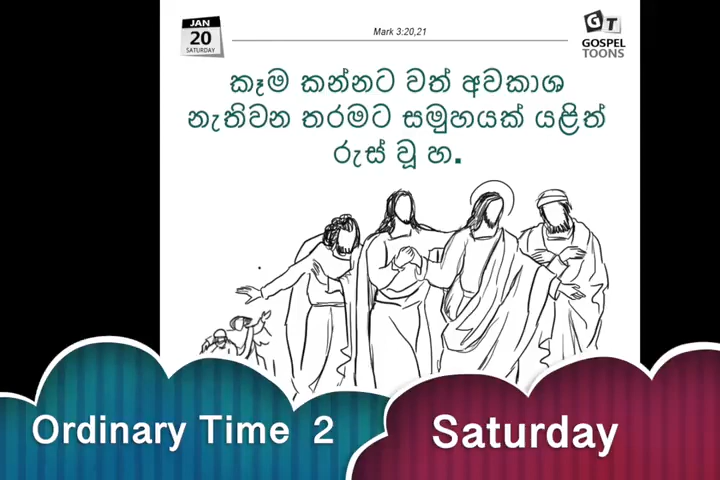 JAN
20
SATURDAY
Mark 3:20,21
GT
GOSPEL
TOONS
කෑම කන්නට වත් අවකාශ
නැතිවන තරමට සමුහයක් යළිත්
රුස් වූ හ.
Ordinary Time 2
Saturday